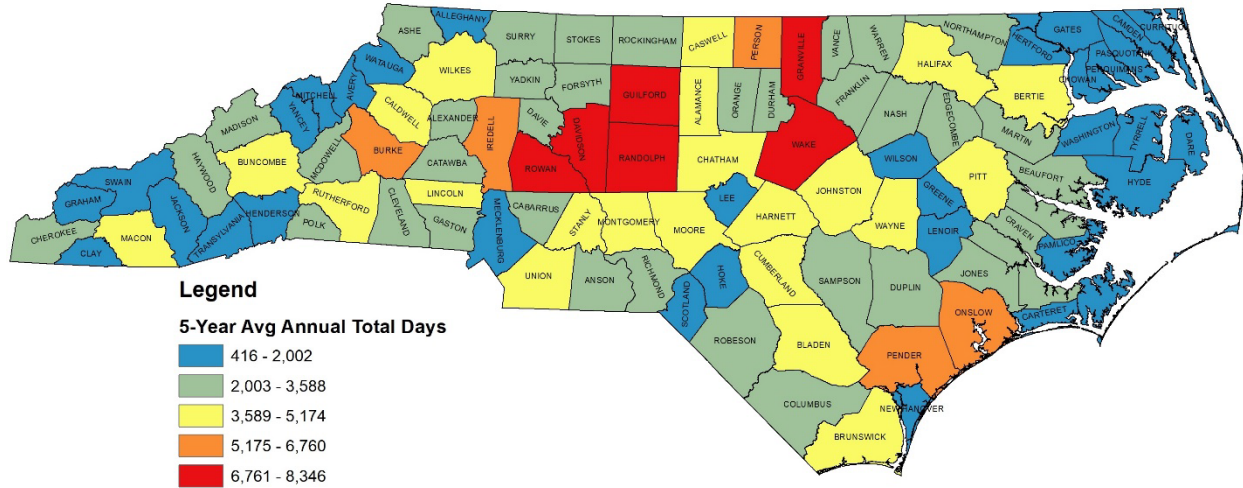 ALLEGHANY
ASHE
SURRY
STOKES
ROCKINGHAM
CASWELL
PERSON
GRANVILLE
VANCE
WARREN
NORTHAMPTON
HERTFORD
GATES
CAMDEN
CURRITUCK
PASQUOTANK
PERQUIMANS
CHOWAN
WATAUGA
WILKES
YADKIN
FORSYTH
GUILFORD
ALAMANCE
ORANGE
DURHAM
FRANKLIN
HALIFAX
BERTIE
MITCHELL
AVERY
YANCEY
CALDWELL
ALEXANDER
IREDELL
DAVIE
DAVIDSON
RANDOLPH
WAKE
NASH
EDGECOMBE
MARTIN
WASHINGTON
TYRRELL
DARE
MADISON
BURKE
CATAWBA
ROWAN
CHATHAM
WILSON
PITT
BEAUFORT
HYDE
HAYWOOD
BUNCOMBE
MCDOWELL
RUTHERFORD
LINCOLN
CABARRUS
STANLY
MONTGOMERY
MOORE
LEE
HARNETT
JOHNSTON
WAYNE
GREENE
SWAIN
GRAHAM
JACKSON
TRANSYLVANIA
HENDERSON
POLK
CLEVELAND
GASTON
MECKLENBURG
LENOIR
CRAVEN
PAMLICO
CHEROKEE
CLAY
MACON
UNION
ANSON
RICHMOND
SCOTLAND
HOKE
CUMBERLAND
SAMPSON
DUPLIN
JONES
CARTERET
ONSLOW
ROBESON
BLADEN
PENDER
COLUMBUS
NEW HANOVER
BRUNSWICK
Legend
5-Year Avg Annual Total Days
416 - 2,002
2,003 - 3,588
3,589 - 5,174
5,175 - 6,760
6,761 - 8,346